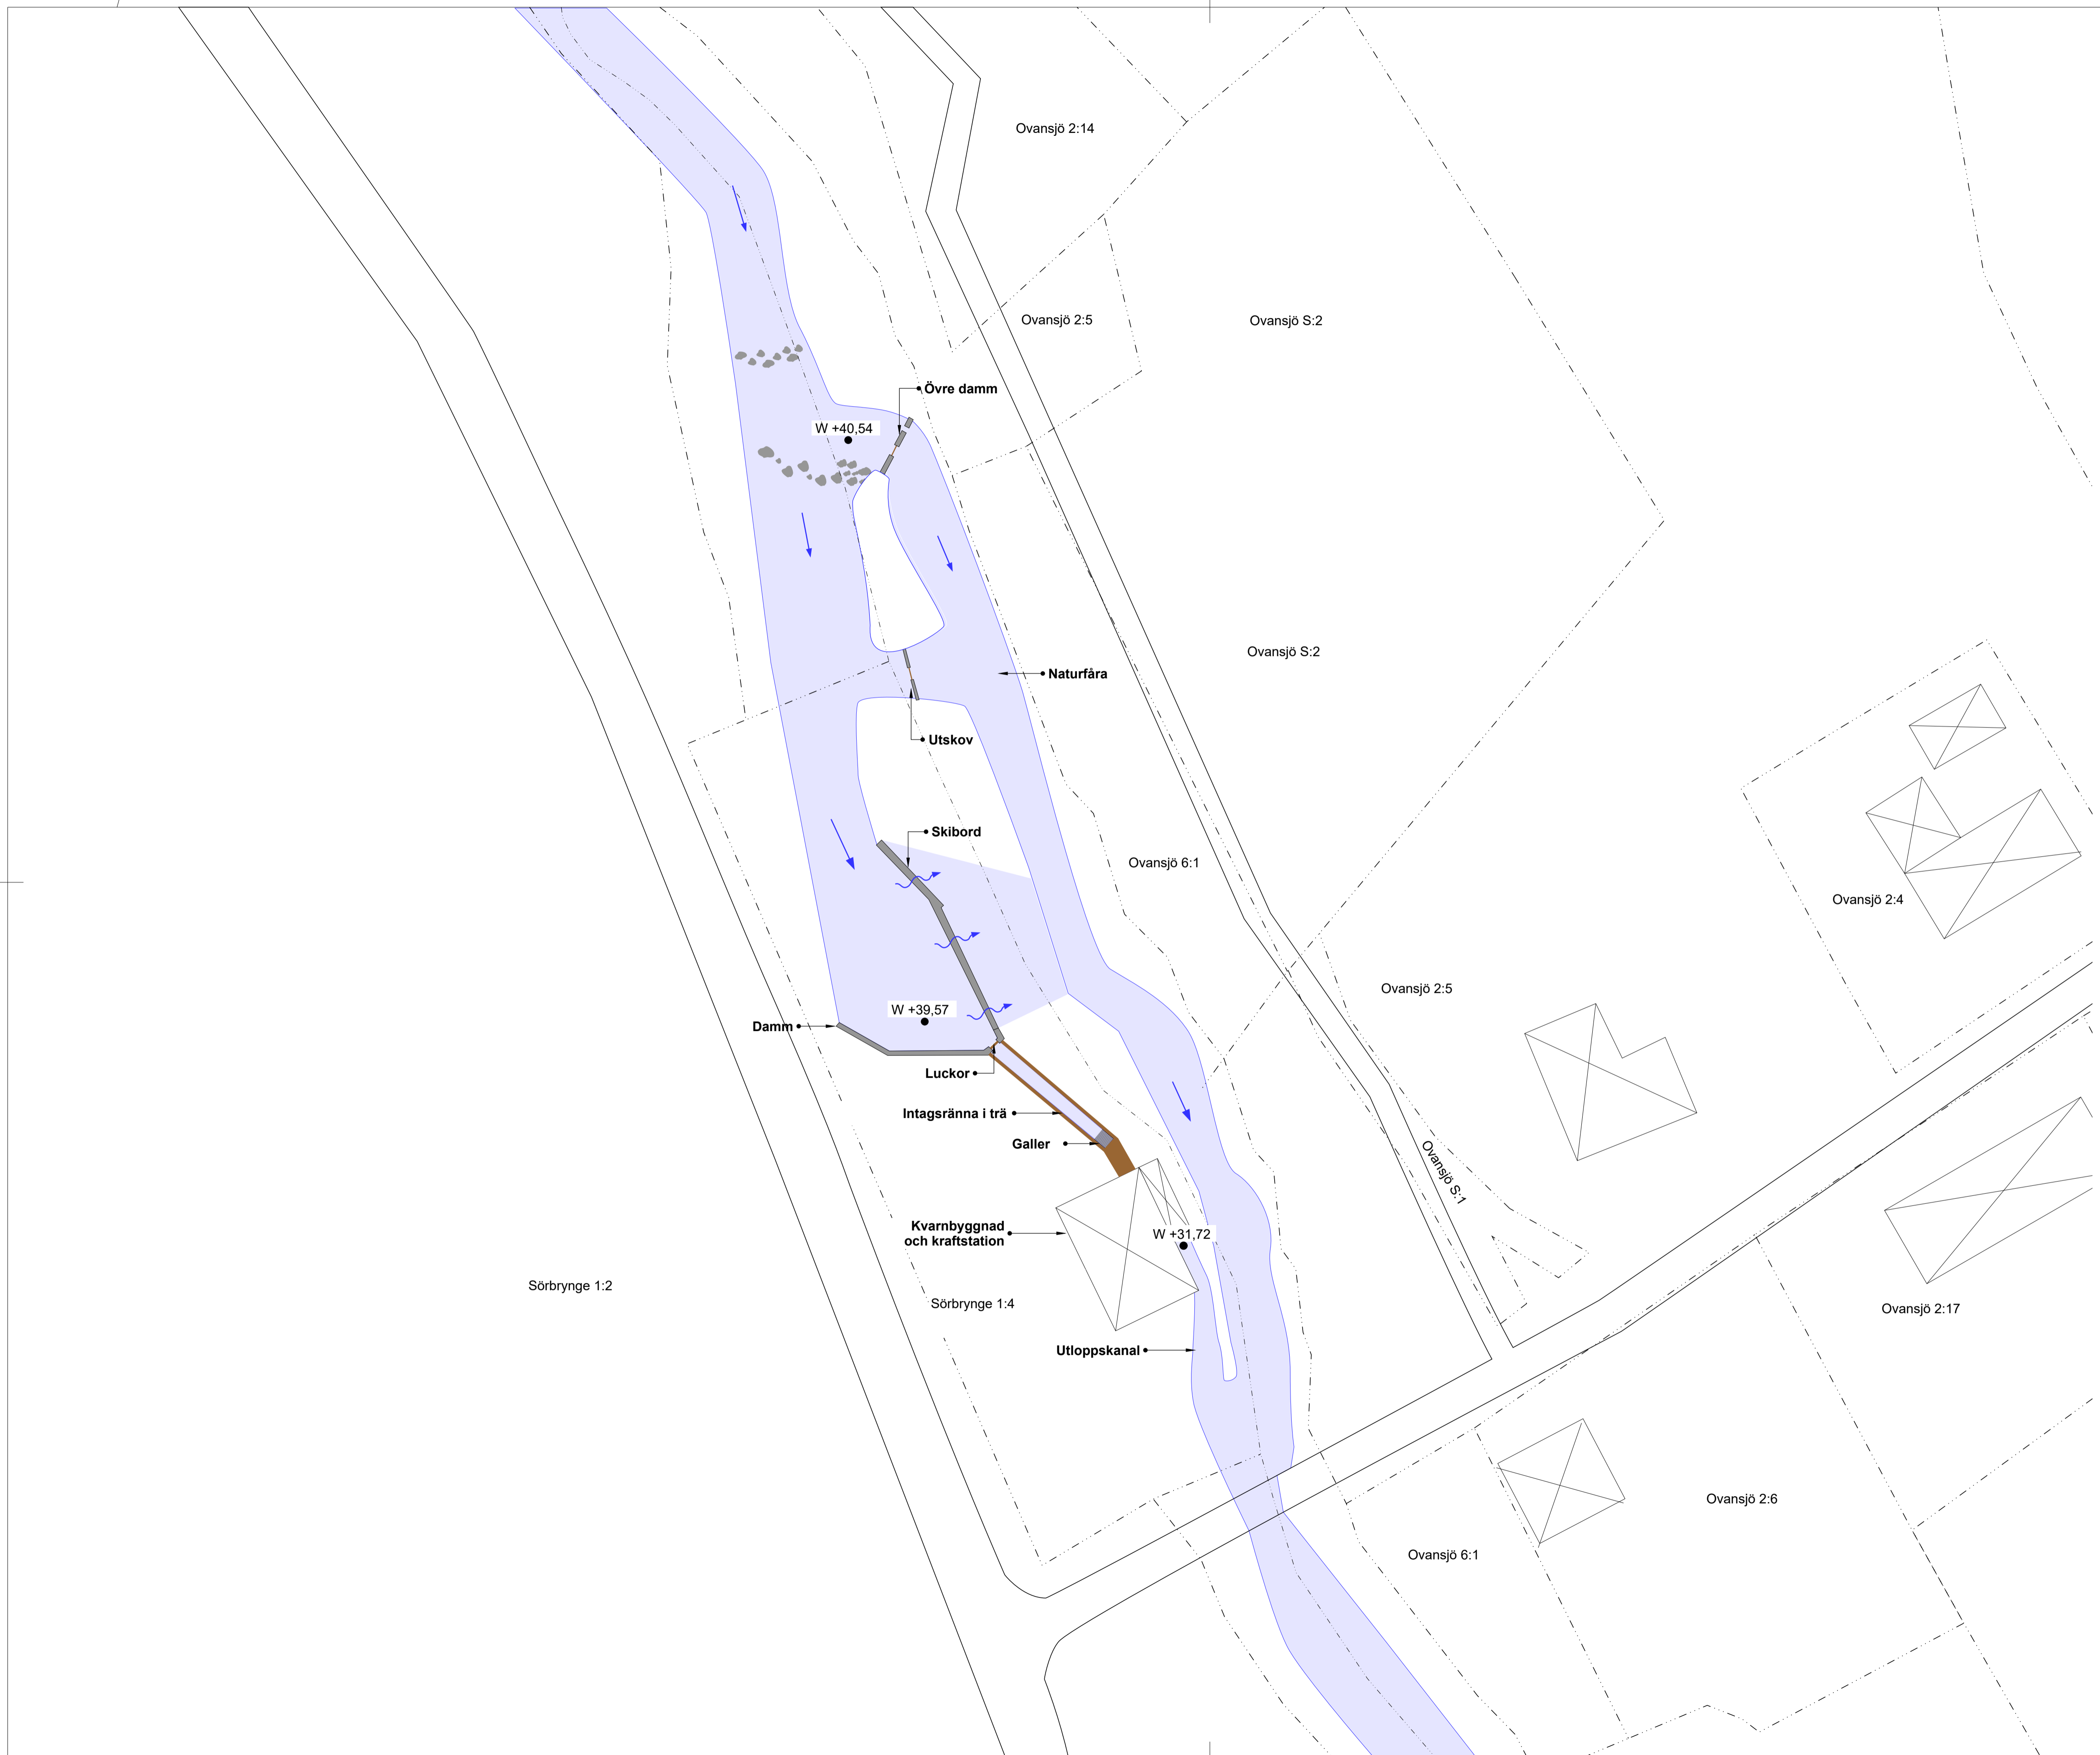 Ovansjö 2:14
Ovansjö 2:5
Ovansjö S:2
Övre damm
W +40,54
Ovansjö S:2
Naturfåra
Utskov
Skibord
Ovansjö 6:1
Ovansjö 2:4
Ovansjö 2:5
W +39,57
Damm
Luckor
Intagsränna i trä
Galler
Ovansjö S:1
Kvarnbyggnad
och kraftstation
W +31,72
Sörbrynge 1:2
Sörbrynge 1:4
Ovansjö 2:17
Utloppskanal
Ovansjö 2:6
Ovansjö 6:1